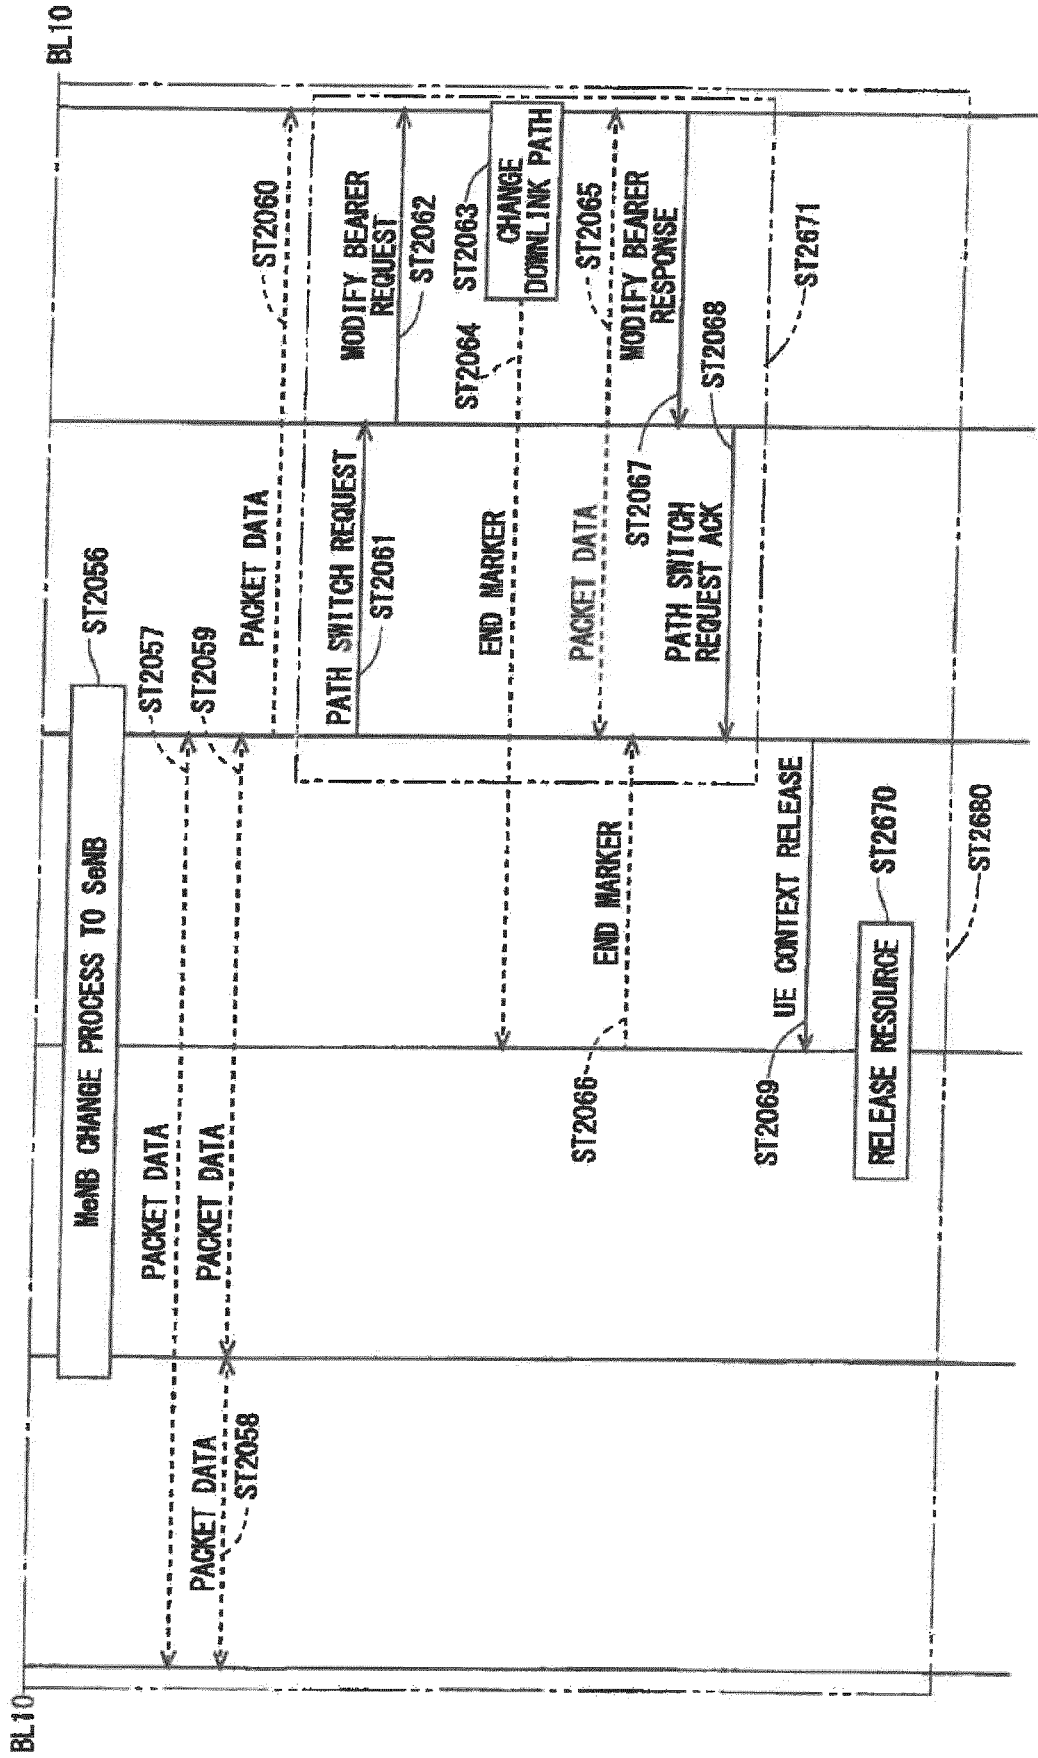 BL10
BL10
MeNB CHANGE PROCESS TO SeNB
ST2056
PACKET DATA
ST2057
PACKET DATA
ST2058
PACKET DATA
ST2059
PACKET DATA
ST2060
PATH SWITCH REQUEST
ST2061
MODIFY BEARER
REQUEST
ST2062
ST2063
CHANGE
DOWNLINK PATH
ST2064
END MARKER
PACKET DATA
ST2065
END MARKER
ST2066
MODIFY BEARER
RESPONSE
ST2067
PATH SWITCH
REQUEST ACK
ST2068
ST2671
UE CONTEXT RELEASE
ST2069
RELEASE RESOURCE
ST2670
ST2680